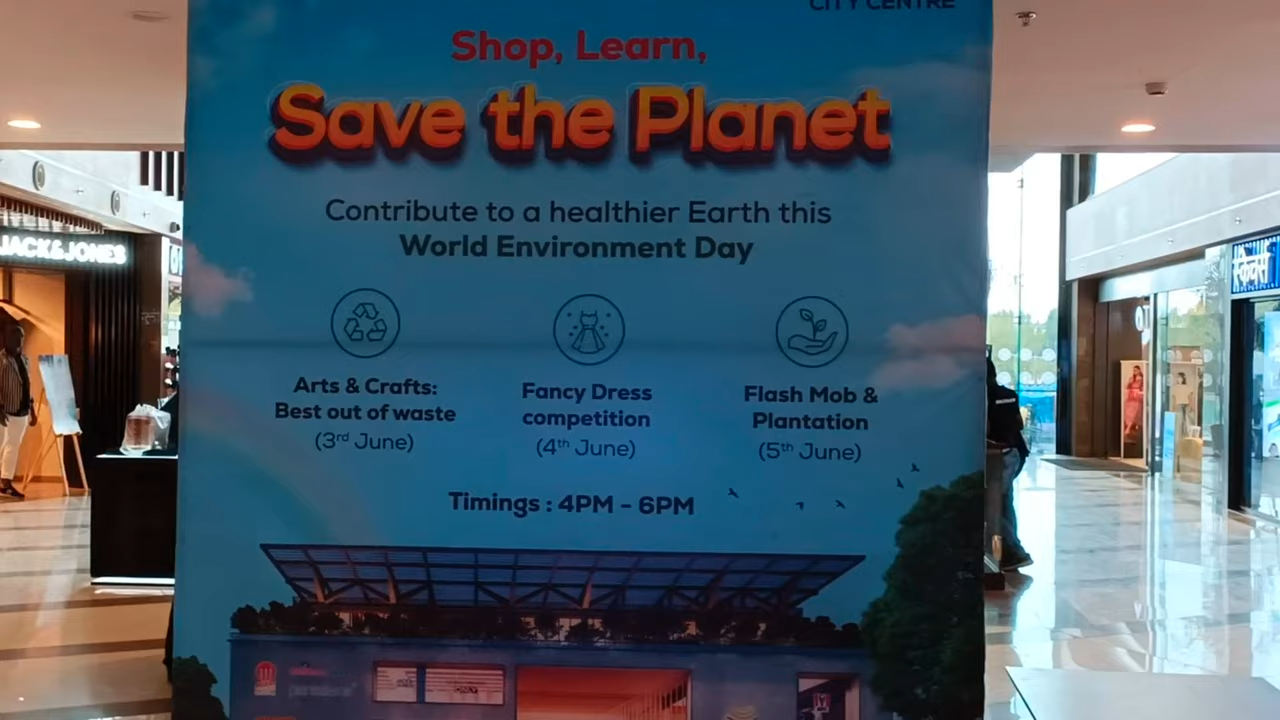 CITY CENTRE
Shop, Learn,
Save the Planet
Contribute to a healthier Earth this
World Environment Day
Arts & Crafts:
Best out of waste
(3rd June)
Fancy Dress
competition
(4th June)
Flash Mob &
Plantation
(5th June)
Timings : 4PM - 6PM
JACK & JONES